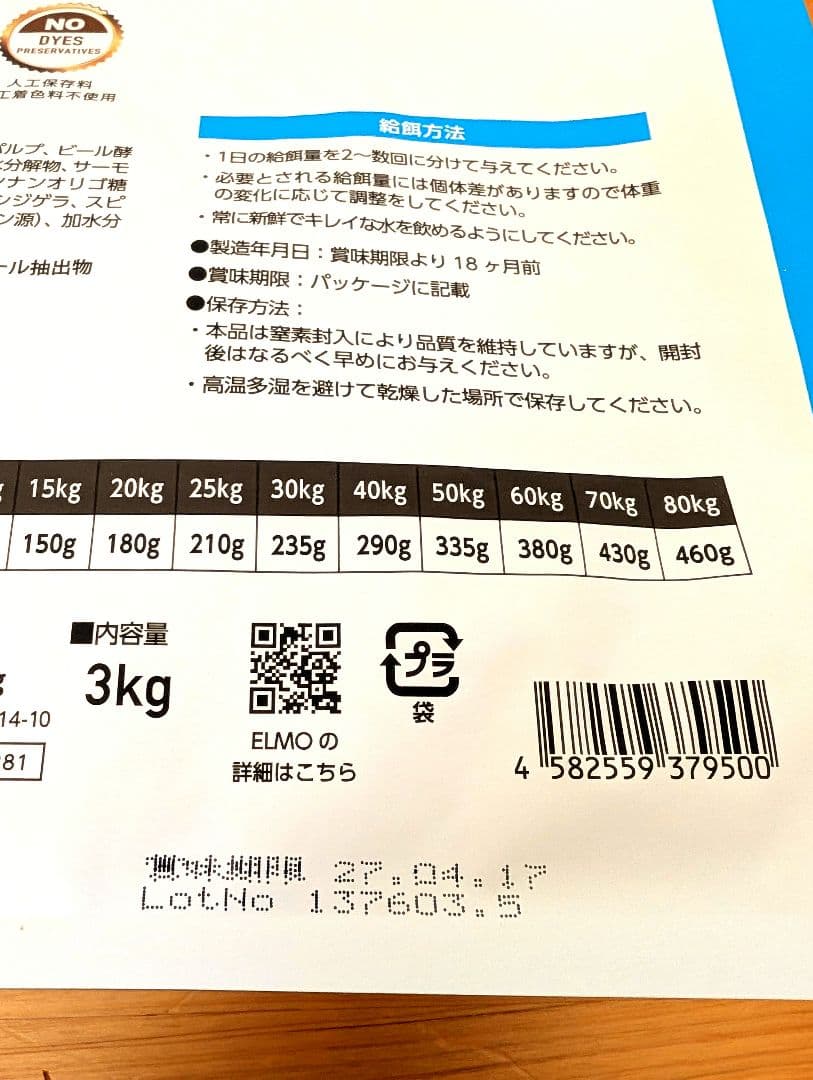 NO
DYES
PRESERVATIVES
人工保存料
工着色料不使用
パルプ、ビール酵
分解物、サーモ
ンナンオリゴ糖
ンジゲラ、スピ
ン源)、加水分
ール抽出物
給餌方法
・1日の給餌量を2〜数回に分けて与えてください。
・必要とされる給餌量には個体差がありますので体重
の変化に応じて調整をしてください。
・常に新鮮でキレイな水を飲めるようにしてください。
●製造年月日：賞味期限より18ヶ月前
●賞味期限：パッケージに記載
●保存方法：
・本品は窒素封入により品質を維持していますが、開封
後はなるべく早めにお与えください。
・高温多湿を避けて乾燥した場所で保存してください。
15kg 20kg 25kg 30kg 40kg 50kg 60kg 70kg 80kg
150g 180g 210g 235g 290g 335g 380g 430g 460g
■内容量
3kg
14-10
81
ELMOの
詳細はこちら
プラ
袋
4 582559 379500
賞味期限 27.04.17
LotNo 137603.5